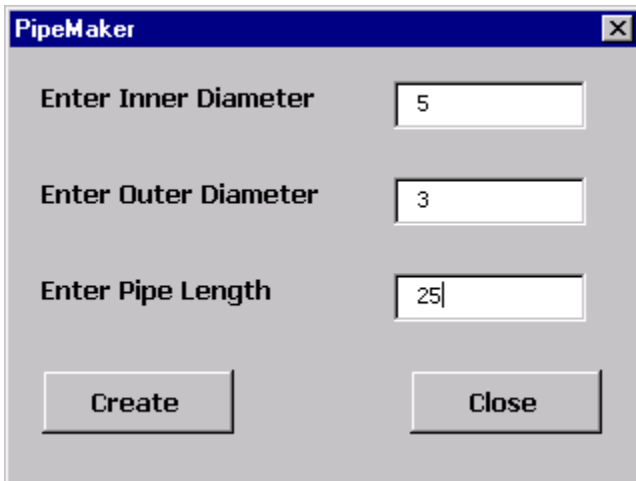 PipeMaker
Enter Inner Diameter 5
Enter Outer Diameter 3
Enter Pipe Length 25
Create Close